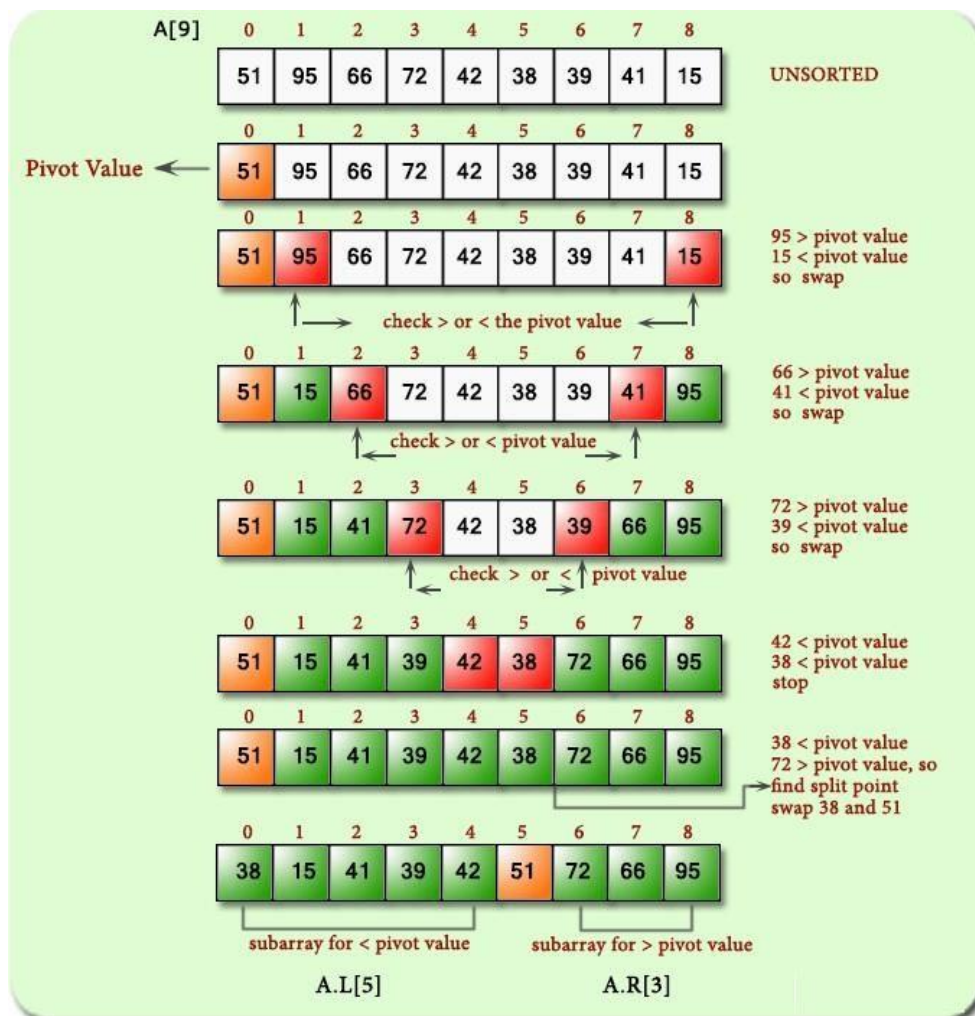 A[9]
0 1 2 3 4 5 6 7 8
51 95 66 72 42 38 39 41 15
UNSORTED
0 1 2 3 4 5 6 7 8
Pivot Value
51 95 66 72 42 38 39 41 15
0 1 2 3 4 5 6 7 8
51 95 66 72 42 38 39 41 15
95 > pivot value
15 < pivot value
so swap
check > or < the pivot value
0 1 2 3 4 5 6 7 8
51 15 66 72 42 38 39 41 95
66 > pivot value
41 < pivot value
so swap
check > or < pivot value
0 1 2 3 4 5 6 7 8
51 15 41 72 42 38 39 66 95
72 > pivot value
39 < pivot value
so swap
check > or < pivot value
0 1 2 3 4 5 6 7 8
51 15 41 39 42 38 72 66 95
42 < pivot value
38 < pivot value
stop
0 1 2 3 4 5 6 7 8
51 15 41 39 42 38 72 66 95
38 < pivot value
72 > pivot value, so
find split point
swap 38 and 51
0 1 2 3 4 5 6 7 8
38 15 41 39 42 51 72 66 95
subarray for < pivot value
subarray for > pivot value
A.L[5]
A.R[3]